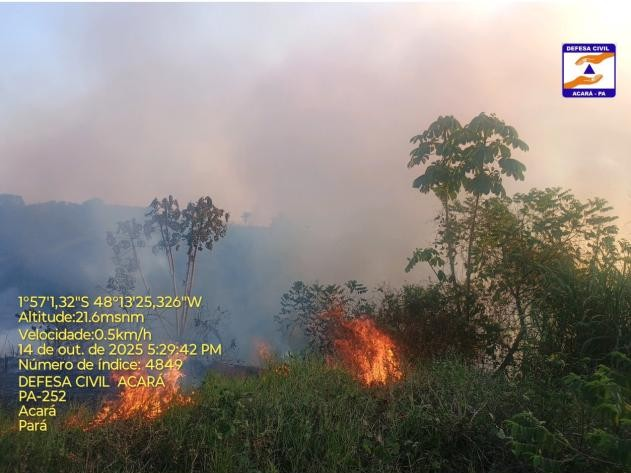 DEFESA CIVIL
ACARÁ - PA
1°57'1,32"S 48°13'25,326"W
Altitude:21.6msnm
Velocidade:0.5km/h
14 de out. de 2025 5:29:42 PM
Número de índice: 4849
DEFESA CIVIL ACARÁ
PA-252
Acará
Pará